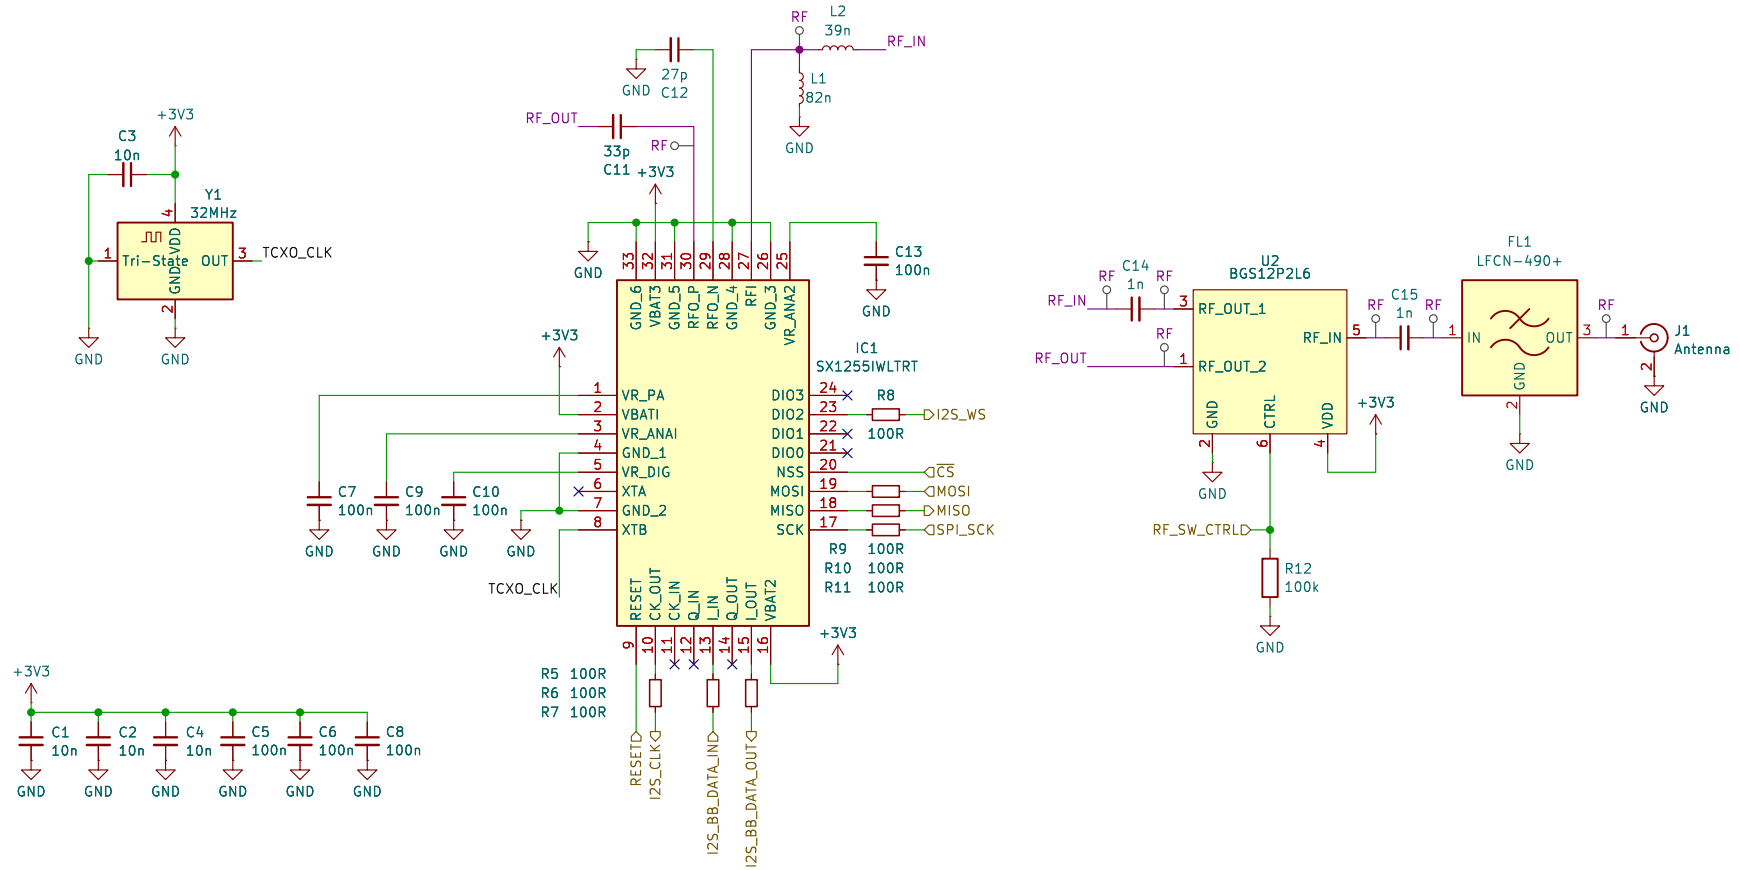 +3V3
C3
10n
Y1
32MHz
4
VDD
1
Tri-State
OUT
3
TCXO_CLK
GND
2
GND
GND
27p
C12
GND
RF_OUT
33p
C11
RF
+3V3
RF
L2
39n
RF_IN
L1
82n
GND
GND
33
32
31
30
29
28
27
26
25
GND_6
VBAT3
GND_5
RFO_P
RFO_N
GND_4
RFI
GND_3
VR_ANA2
C13
100n
GND
IC1
SX1255IWLTRT
+3V3
1
VR_PA
2
VBATI
3
VR_ANAI
4
GND_1
5
VR_DIG
6
XTA
7
GND_2
8
XTB
C7
100n
GND
C9
100n
GND
C10
100n
GND
GND
TCXO_CLK
DIO3
24
DIO2
23
DIO1
22
DIO0
21
NSS
20
MOSI
19
MISO
18
SCK
17
R8
100R
I2S_WS
CS
MOSI
MISO
SPI_SCK
R9 100R
R10 100R
R11 100R
RESET
CK_OUT
CK_IN
Q_IN
I_IN
Q_OUT
I_OUT
VBAT2
9
10
11
12
13
14
15
16
+3V3
R5 100R
R6 100R
R7 100R
RESET
I2S_CLK
I2S_BB_DATA_IN
I2S_BB_DATA_OUT
+3V3
C1
10n
GND
C2
10n
GND
C4
10n
GND
C5
100n
GND
C6
100n
GND
C8
100n
GND
RF_IN
RF
C14
1n
RF
RF_OUT
RF
U2
BGS12P2L6
3
RF_OUT_1
1
RF_OUT_2
RF_IN
5
GND
CTRL
VDD
2
6
4
GND
+3V3
RF_SW_CTRL
R12
100k
GND
RF
C15
1n
RF
FL1
LFCN-490+
1
IN
OUT
3
GND
2
GND
RF
1
J1
Antenna
2
GND